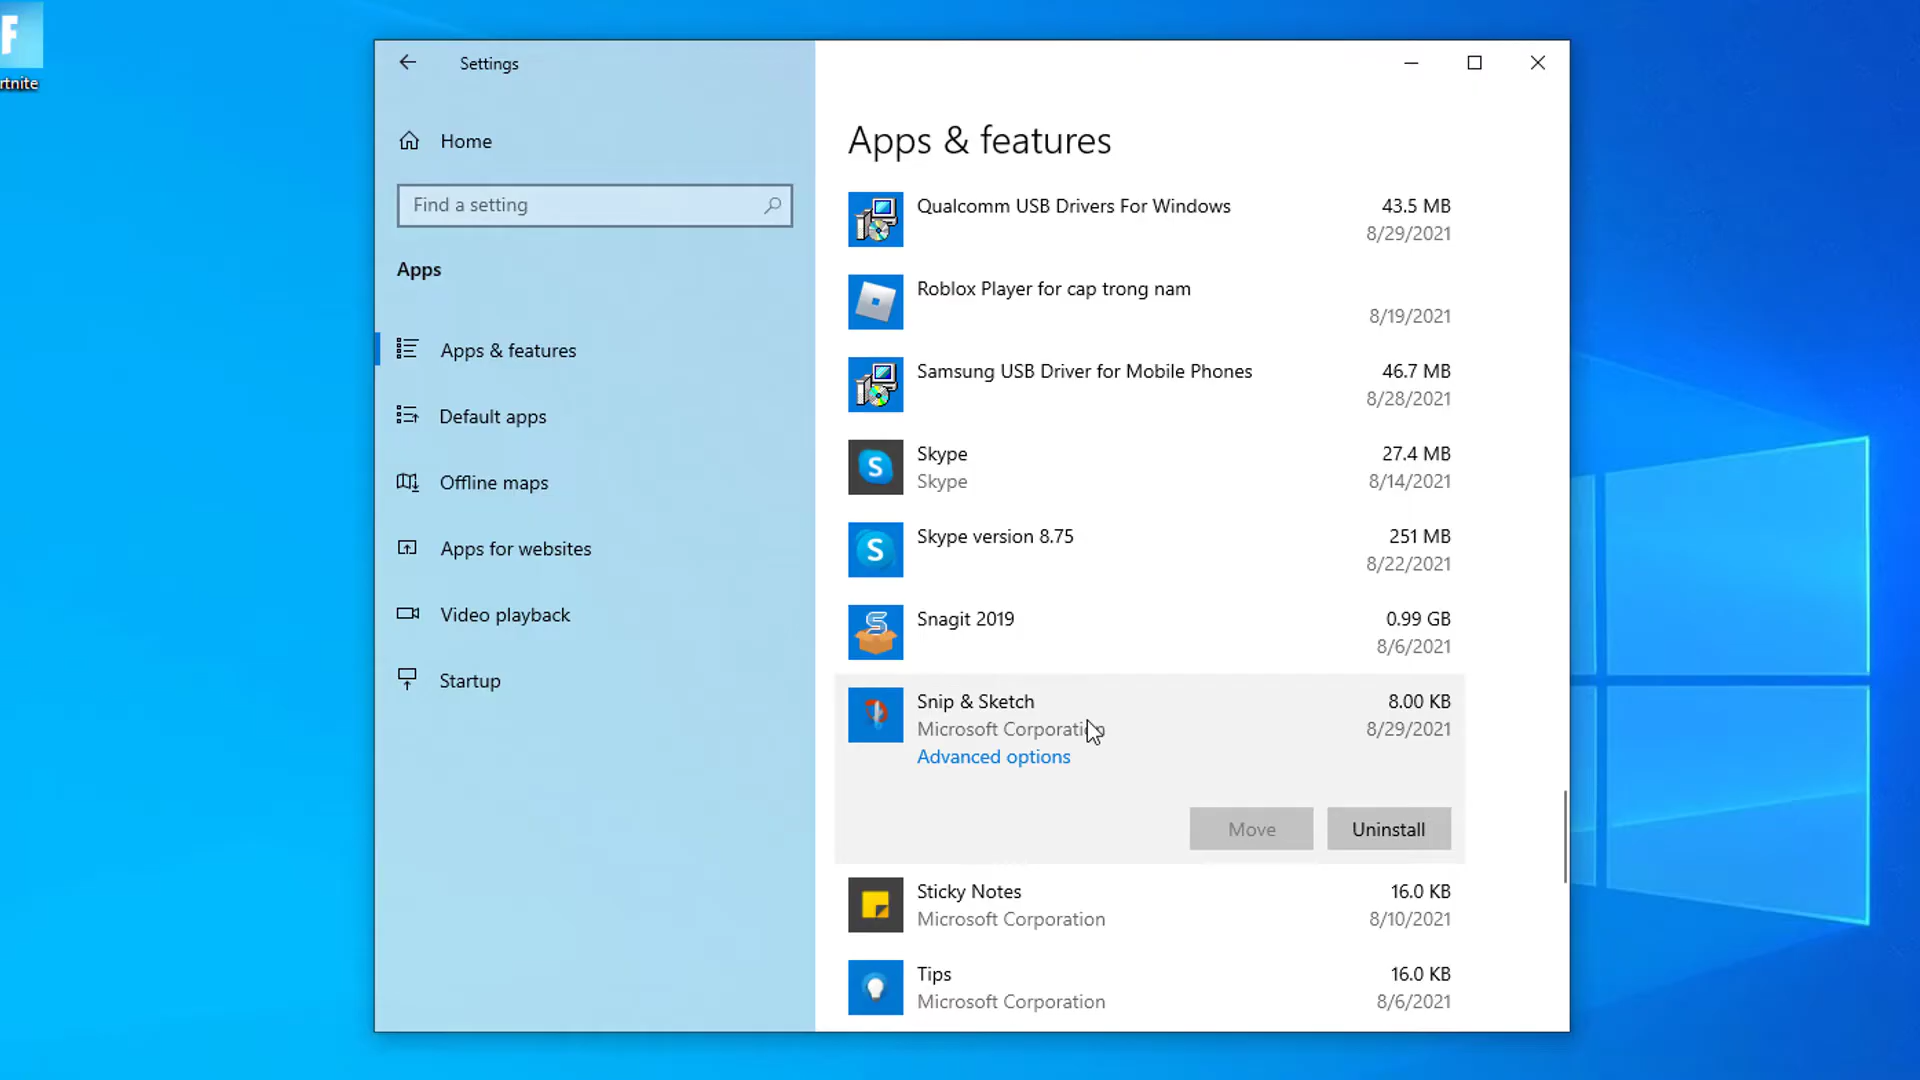 rtnite
Settings
Home
Find a setting
Apps
Apps & features
Default apps
Offline maps
Apps for websites
Video playback
Startup
Apps & features
Qualcomm USB Drivers For Windows 43.5 MB
8/29/2021
Roblox Player for cap trong nam
8/19/2021
Samsung USB Driver for Mobile Phones 46.7 MB
8/28/2021
Skype 27.4 MB
Skype 8/14/2021
Skype version 8.75 251 MB
8/22/2021
Snagit 2019 0.99 GB
8/6/2021
Snip & Sketch 8.00 KB
Microsoft Corporation 8/29/2021
Advanced options
Move Uninstall
Sticky Notes 16.0 KB
Microsoft Corporation 8/10/2021
Tips 16.0 KB
Microsoft Corporation 8/6/2021